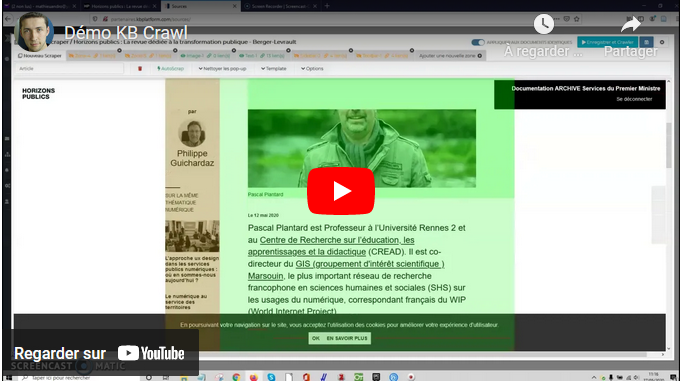 Démo KB Crawl
À regarder ...
Partager
Scraper / Horizons publics : La revue dédiée à la transformation publique - Berger-Levrault
Enregistrer et Crawler
Nouveau Scraper
Ajouter une nouvelle zone
Article
AutoScrap
Nettoyer les pop-up
Template
Options
HORIZONS
PUBLICS
Documentation ARCHIVE Services du Premier Ministre
Se déconnecter
par
Philippe
Guichardaz
SUR LA MÊME
THÉMATIQUE
NUMÉRIQUE
L'approche ux design
dans les services
publics numériques :
où en sommes-nous
aujourd'hui ?
Le numérique au
service des
territoires
Pascal Plantard
Le 12 mai 2020
Pascal Plantard est Professeur à l'Université Rennes 2 et
au Centre de Recherche sur l'éducation, les
apprentissages et la didactique (CREAD). Il est co-
directeur du GIS (groupement d'intérêt scientifique )
Marsouin, le plus important réseau de recherche
francophone en sciences humaines et sociales (SHS) sur
les usages du numérique, correspondant français du WIP
(World Internet Project)
En poursuivant votre navigation sur le site, vous acceptez l'utilisation des cookies pour améliorer votre expérience d'utilisateur
OK
EN SAVOIR PLUS
Regarder sur YouTube
SCREENCAST MATIC
Taper ici pour rechercher